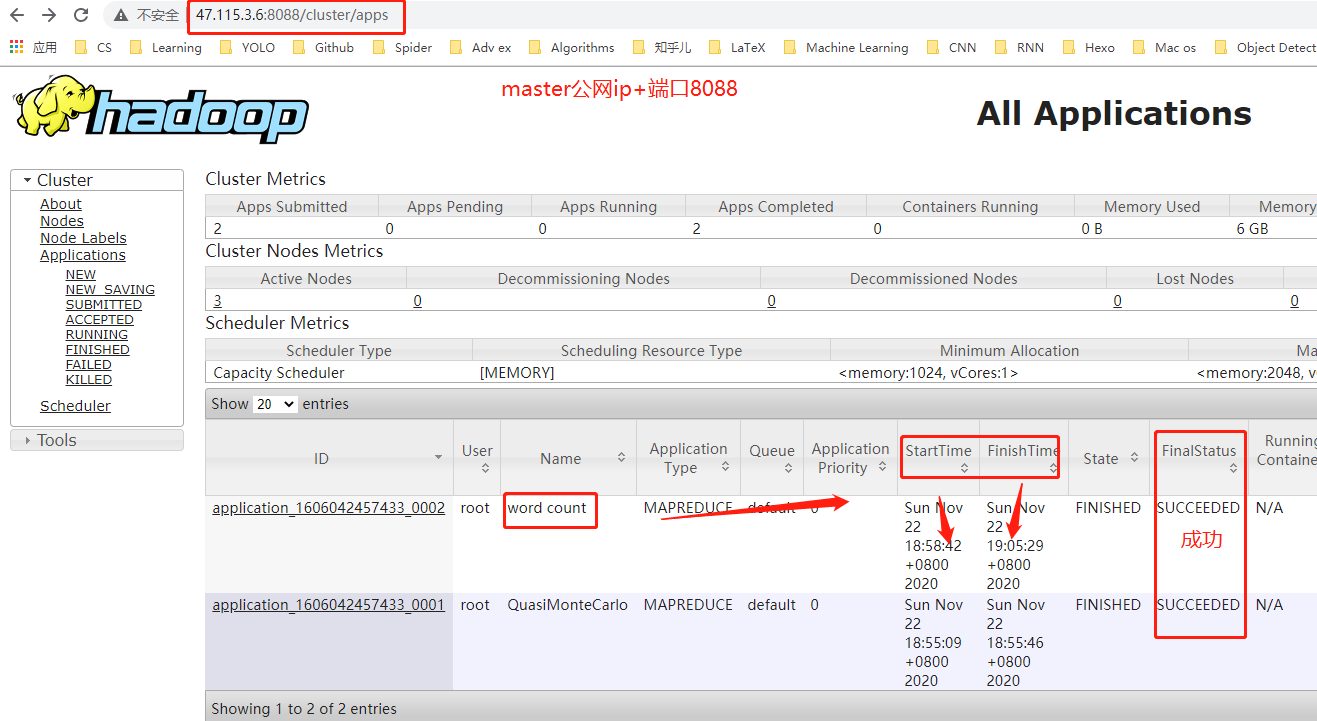 不安全 47.115.3.6:8088/cluster/apps
应用 CS Learning YOLO Github Spider Adv ex Algorithms 知乎儿 LaTeX Machine Learning CNN RNN Hexo Mac os Object Detect
master公网ip+端口8088
hadoop
All Applications
Cluster
About
Nodes
Node Labels
Applications
NEW
NEW_SAVING
SUBMITTED
ACCEPTED
RUNNING
FINISHED
FAILED
KILLED
Scheduler
Tools
Cluster Metrics
Apps Submitted Apps Pending Apps Running Apps Completed Containers Running Memory Used Memory
2 0 0 2 0 0 B 6 GB
Cluster Nodes Metrics
Active Nodes Decommissioning Nodes Decommissioned Nodes Lost Nodes
3 0 0 0 0
Scheduler Metrics
Scheduler Type Scheduling Resource Type Minimum Allocation Ma
Capacity Scheduler [MEMORY] <memory:1024, vCores:1> <memory:2048, v
Show 20 entries
ID User Name Application Type Queue Application Priority StartTime FinishTime State FinalStatus Running Containe
application_1606042457433_0002 root word count MAPREDUCE default 0 Sun Nov 22 18:58:42 +0800 2020 Sun Nov 22 19:05:29 +0800 2020 FINISHED SUCCEEDED N/A
成功
application_1606042457433_0001 root QuasiMonteCarlo MAPREDUCE default 0 Sun Nov 22 18:55:09 +0800 2020 Sun Nov 22 18:55:46 +0800 2020 FINISHED SUCCEEDED N/A
Showing 1 to 2 of 2 entries